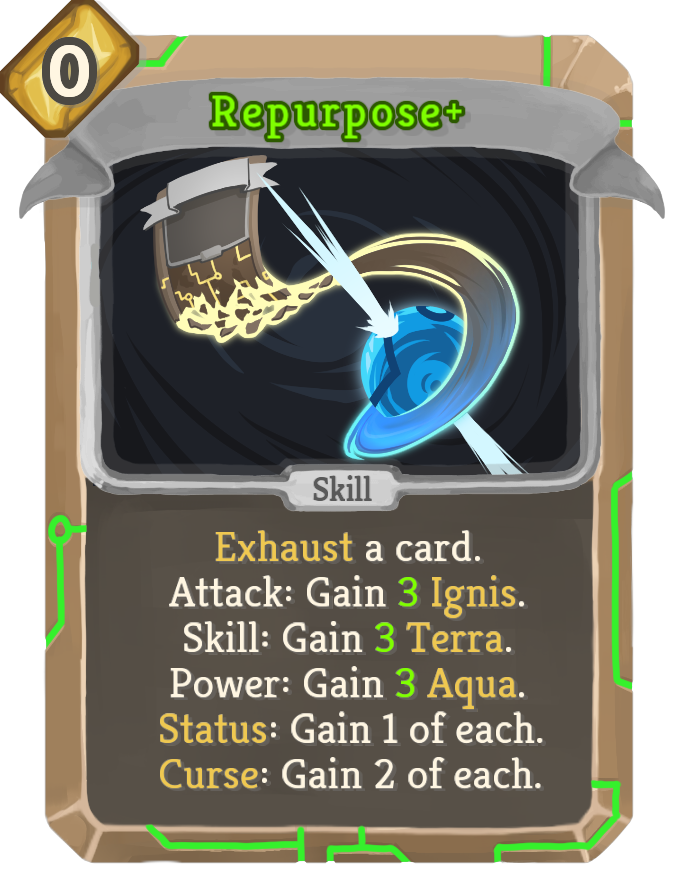 0
Repurpose+
Skill
Exhaust a card.
Attack: Gain 3 Ignis.
Skill: Gain 3 Terra.
Power: Gain 3 Aqua.
Status: Gain 1 of each.
Curse: Gain 2 of each.